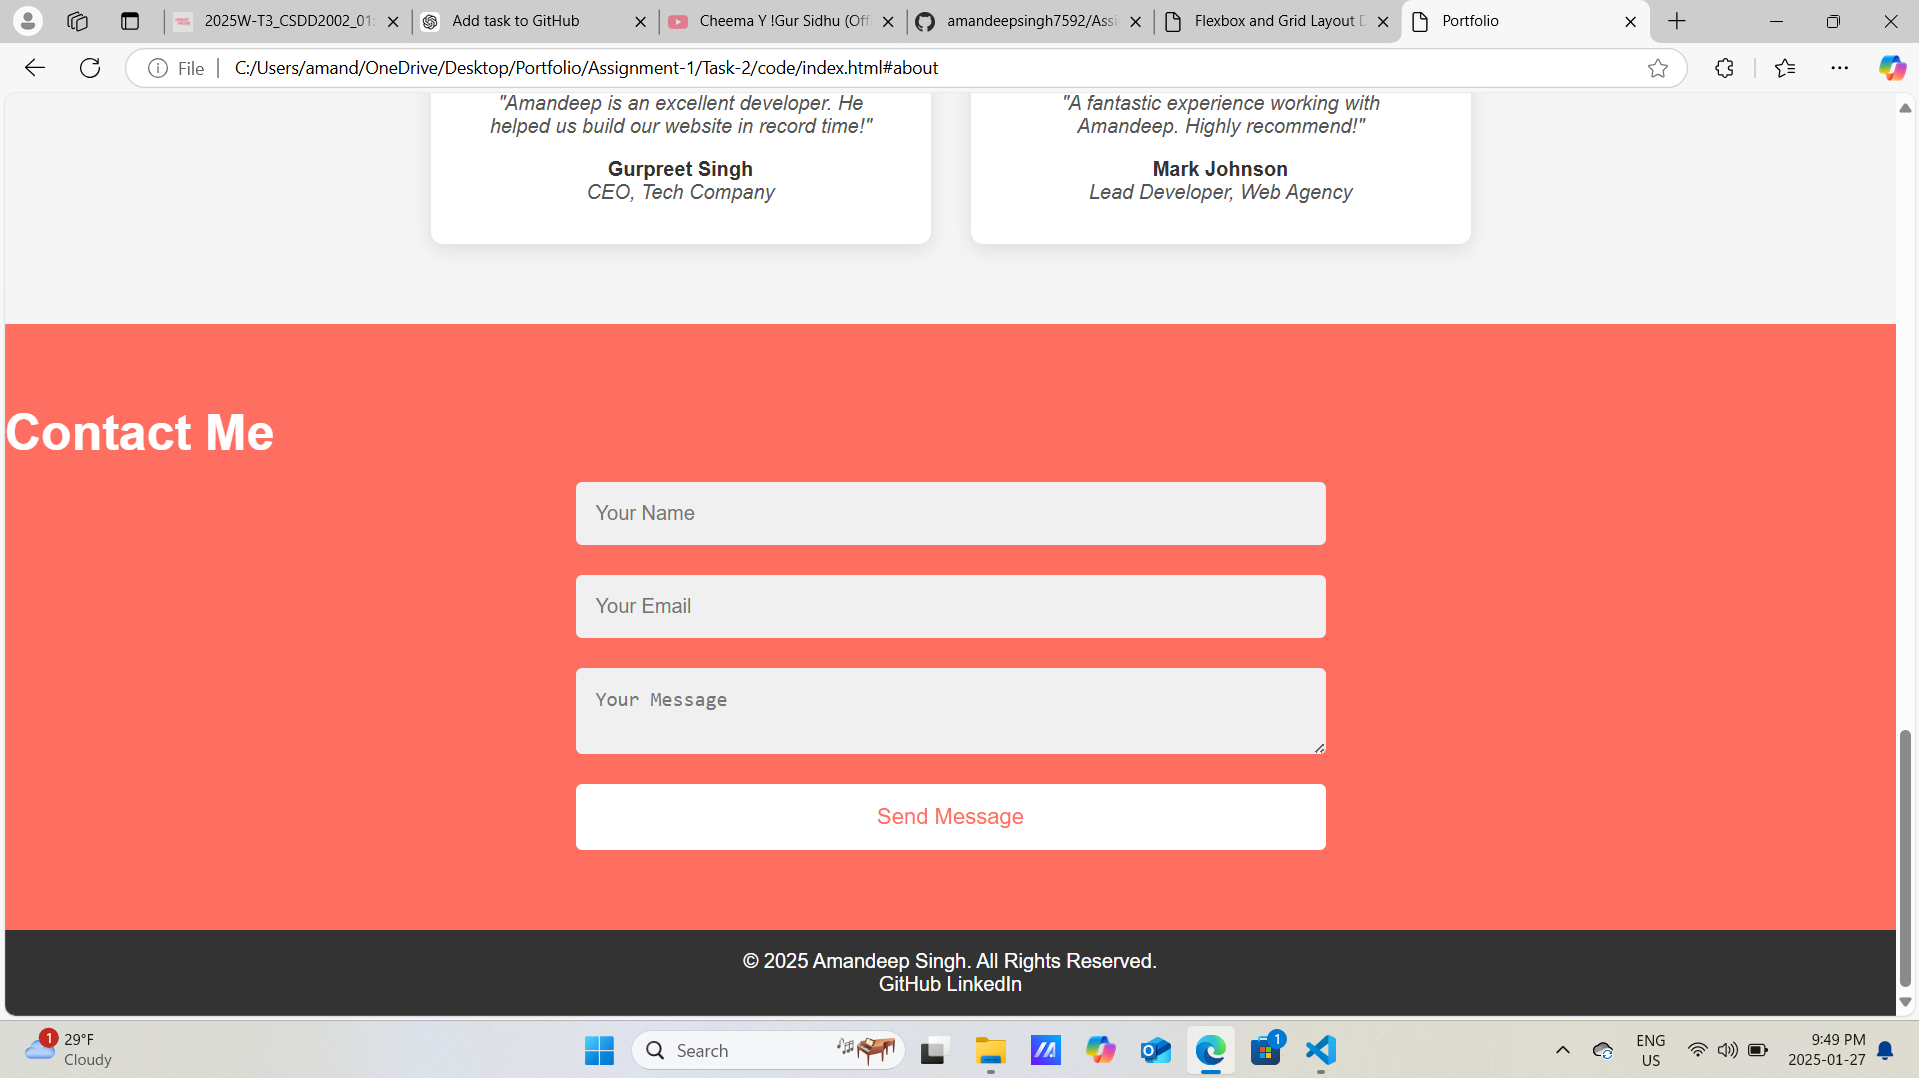 2025W-T3_CSDD2002_01:
Add task to GitHub
Cheema Y !Gur Sidhu (Offi
amandeepsingh7592/Assi
Flexbox and Grid Layout D
Portfolio
File
C:/Users/amand/OneDrive/Desktop/Portfolio/Assignment-1/Task-2/code/index.html#about
"Amandeep is an excellent developer. He
helped us build our website in record time!"
Gurpreet Singh
CEO, Tech Company
"A fantastic experience working with
Amandeep. Highly recommend!"
Mark Johnson
Lead Developer, Web Agency
Contact Me
Your Name
Your Email
Your Message
Send Message
© 2025 Amandeep Singh. All Rights Reserved.
GitHub LinkedIn
1
29°F
Cloudy
Search
1
ENG
US
9:49 PM
2025-01-27